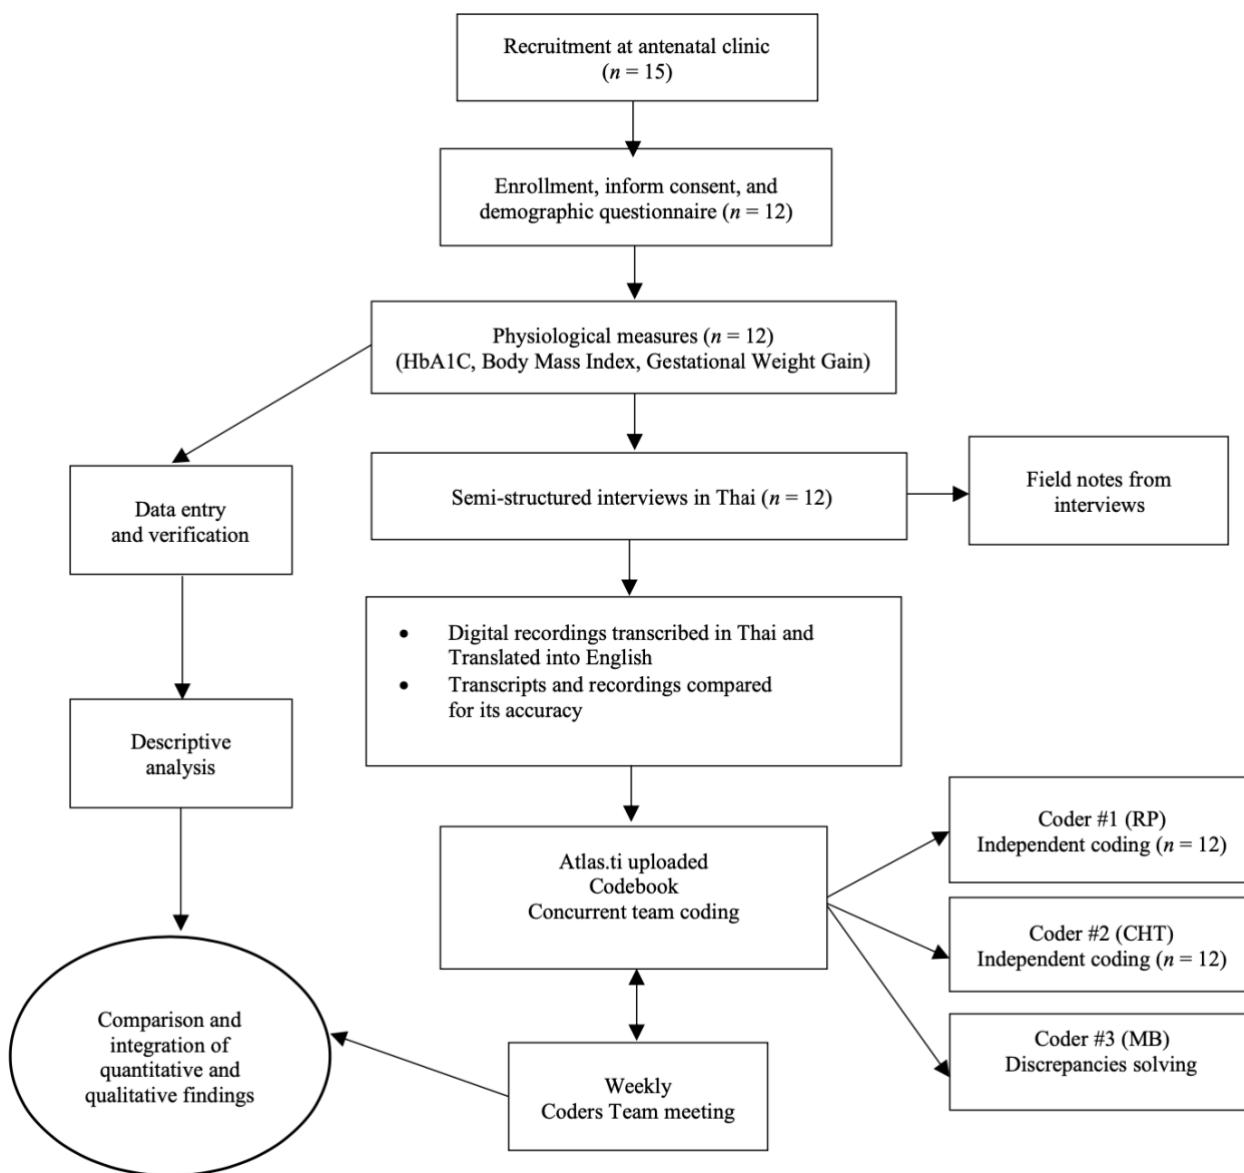 Recruitment at antenatal clinic
(n = 15)
Enrollment, inform consent, and
demographic questionnaire (n = 12)
Physiological measures (n = 12)
(HbA1C, Body Mass Index, Gestational Weight Gain)
Data entry
and verification
Semi-structured interviews in Thai (n = 12)
Field notes from
interviews
• Digital recordings transcribed in Thai and
Translated into English
• Transcripts and recordings compared
for its accuracy
Descriptive
analysis
Atlas.ti uploaded
Codebook
Concurrent team coding
Coder #1 (RP)
Independent coding (n = 12)
Coder #2 (CHT)
Independent coding (n = 12)
Coder #3 (MB)
Discrepancies solving
Comparison and
integration of
quantitative and
qualitative findings
Weekly
Coders Team meeting